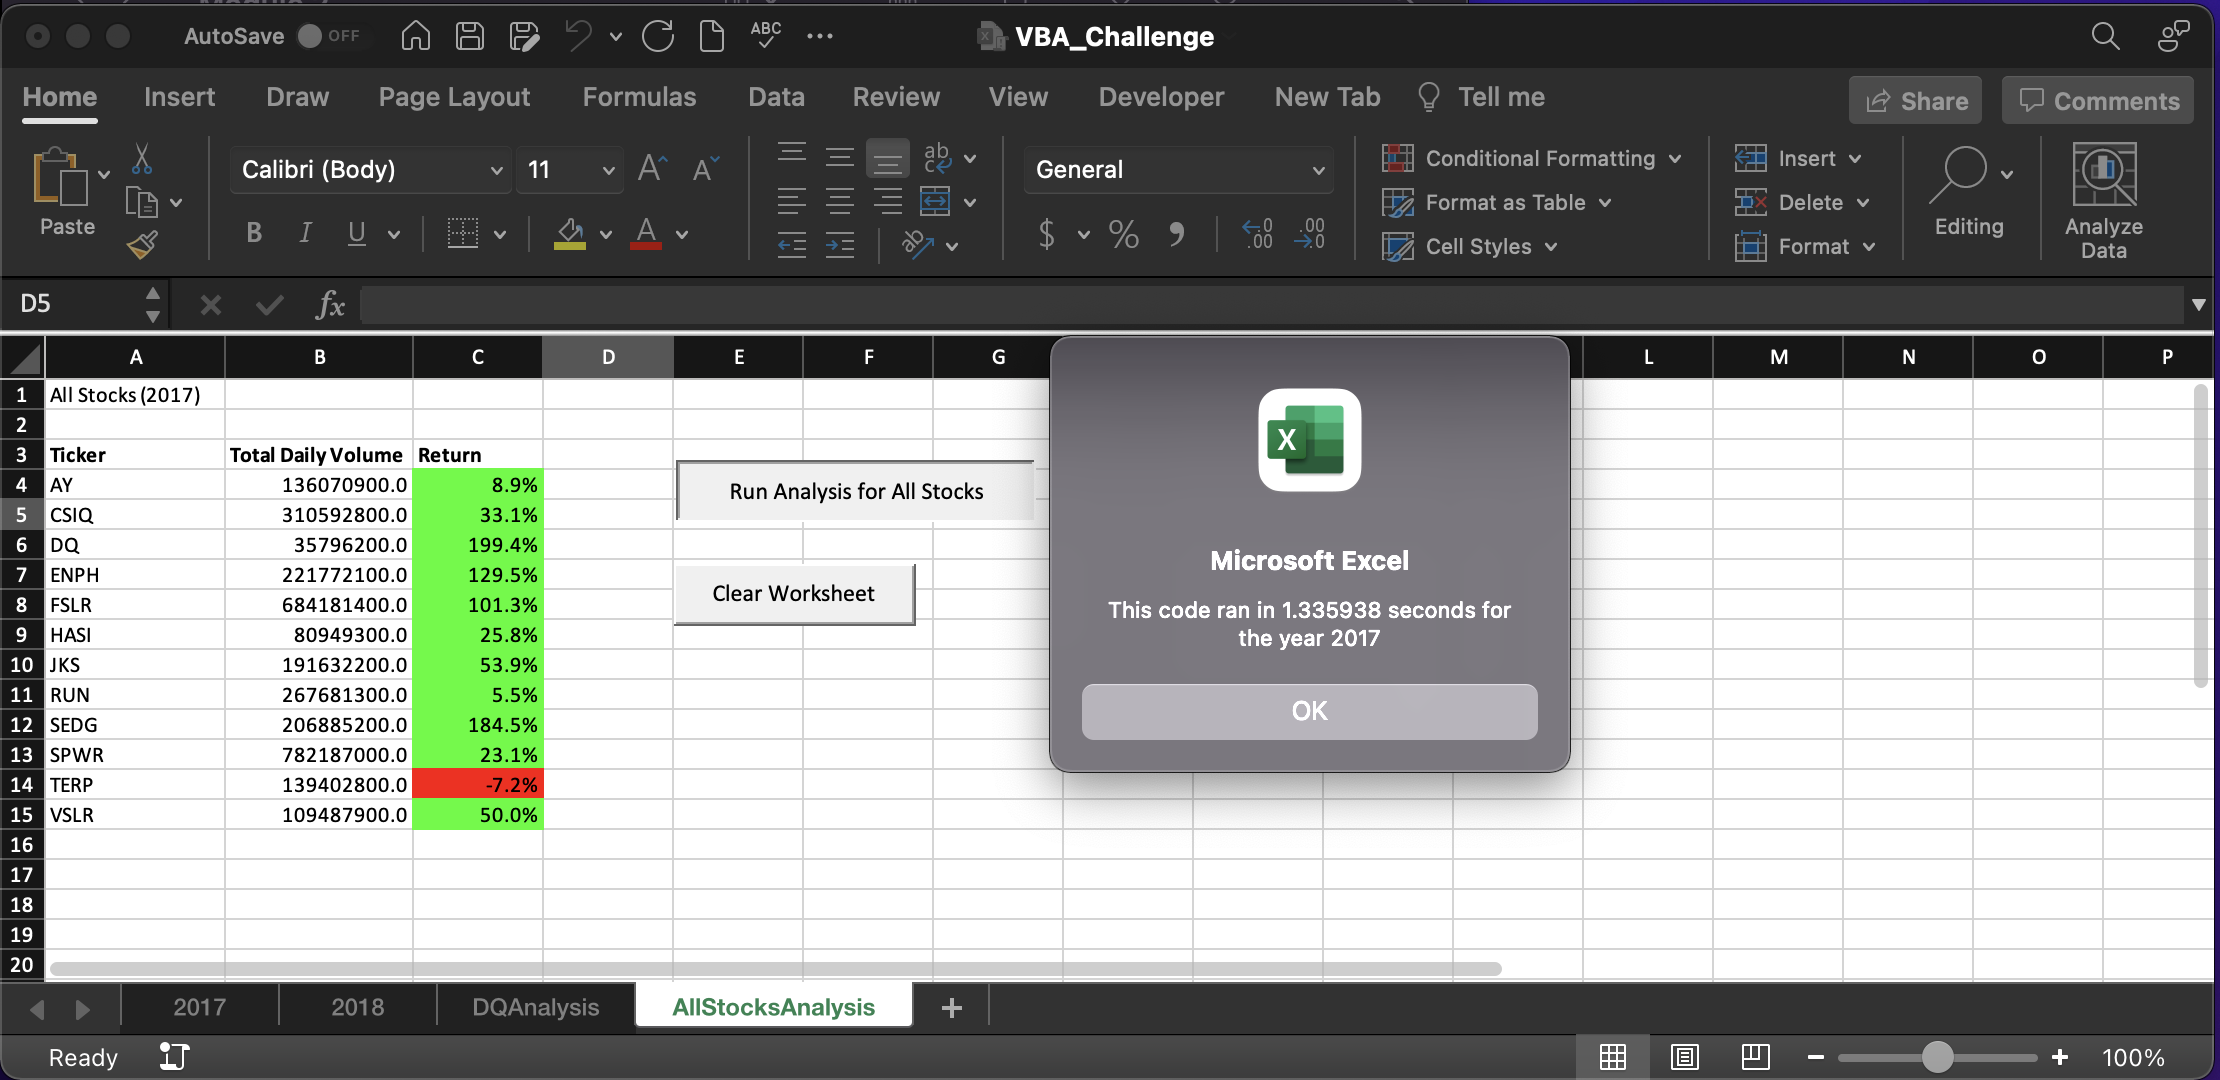 AutoSave OFF ABC VBA_Challenge
Home Insert Draw Page Layout Formulas Data Review View Developer New Tab Tell me Share Comments
Paste Calibri (Body) 11 A A ab c General Conditional Formatting Insert
Format as Table Delete Editing Analyze Data
B I U A $ % .0 .00 .00 .0 Cell Styles Format
D5 fx
A B C D E F G L M N O P
1 All Stocks (2017)
2
3 Ticker Total Daily Volume Return
4 AY 136070900.0 8.9%
5 CSIQ 310592800.0 33.1%
6 DQ 35796200.0 199.4%
7 ENPH 221772100.0 129.5%
8 FSLR 684181400.0 101.3%
9 HASI 80949300.0 25.8%
10 JKS 191632200.0 53.9%
11 RUN 267681300.0 5.5%
12 SEDG 206885200.0 184.5%
13 SPWR 782187000.0 23.1%
14 TERP 139402800.0 -7.2%
15 VSLR 109487900.0 50.0%
16
17
18
19
20
Run Analysis for All Stocks
Clear Worksheet
X
Microsoft Excel
This code ran in 1.335938 seconds for
the year 2017
OK
2017 2018 DQAnalysis AllStocksAnalysis +
Ready 100%